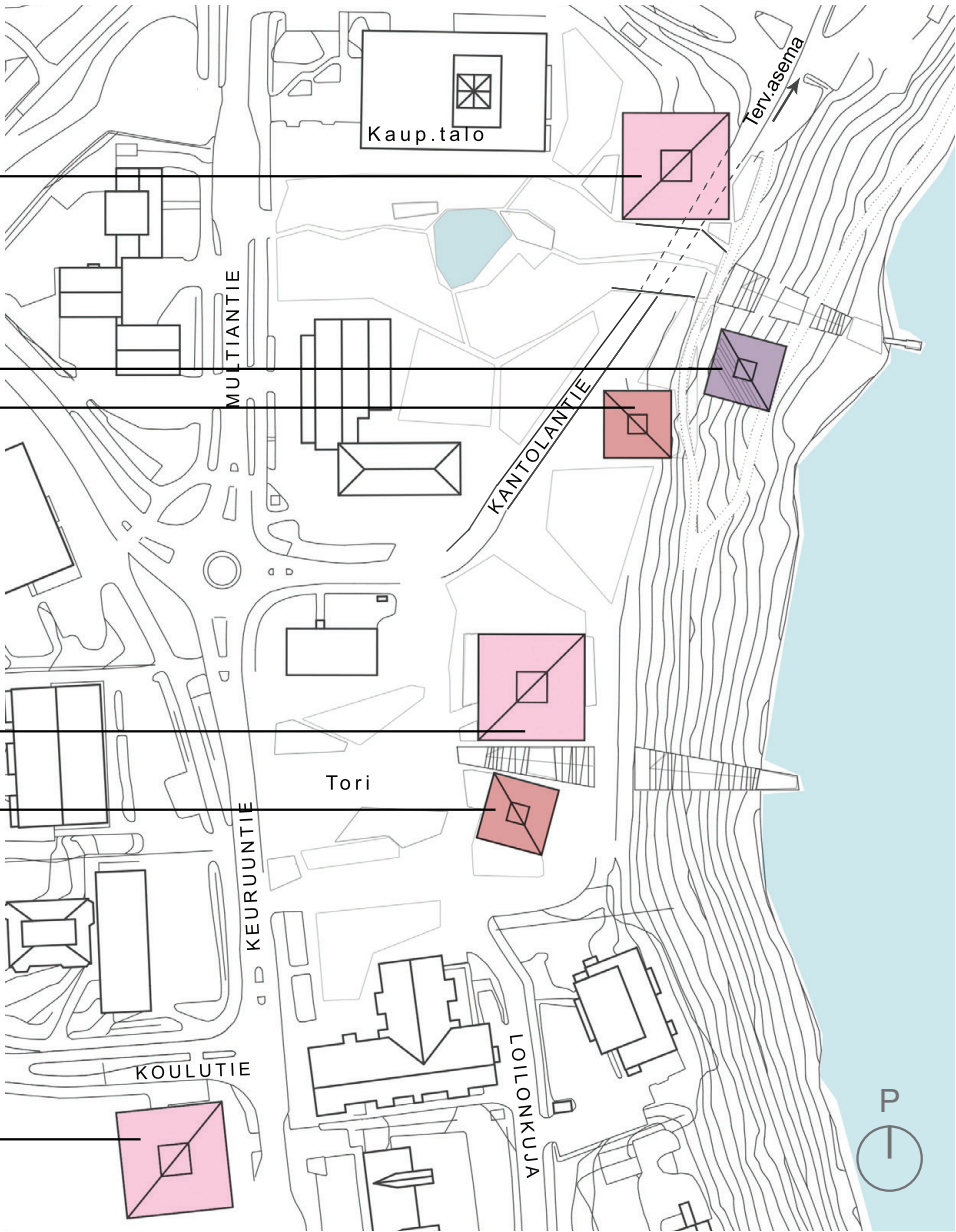 Terv.asema
Kaup.talo
MULTIANTIE
KANTOLANTIE
Tori
KEURUUNTIE
LOILONKUJA
KOULUTIE
P